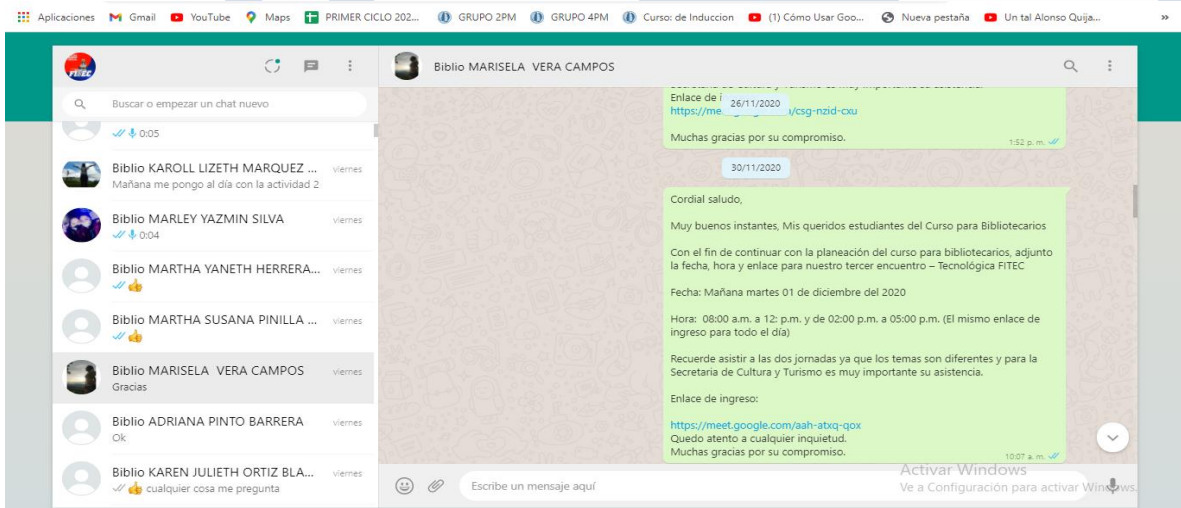 Aplicaciones Gmail YouTube Maps PRIMER CICLO 202... GRUPO 2PM GRUPO 4PM Curso: de Induccion (1) Cómo Usar Goo... Nueva pestaña Un tal Alonso Quija... »
FITEC
Buscar o empezar un chat nuevo
0:05
Biblio KAROLL LIZETH MARQUEZ ... viernes
Mañana me pongo al día con la actividad 2
Biblio MARLEY YAZMIN SILVA viernes
0:04
Biblio MARTHA YANETH HERRERA... viernes
Biblio MARTHA SUSANA PINILLA ... viernes
Biblio MARISELA VERA CAMPOS viernes
Gracias
Biblio ADRIANA PINTO BARRERA viernes
Ok
Biblio KAREN JULIETH ORTIZ BLA... viernes
cualquier cosa me pregunta
Biblio MARISELA VERA CAMPOS
Enlace de
26/11/2020
/csg-nzid-cxu
Muchas gracias por su compromiso.
1:52 p. m.
30/11/2020
Cordial saludo,
Muy buenos instantes, Mis queridos estudiantes del Curso para Bibliotecarios
Con el fin de continuar con la planeación del curso para bibliotecarios, adjunto
la fecha, hora y enlace para nuestro tercer encuentro – Tecnológica FITEC
Fecha: Mañana martes 01 de diciembre del 2020
Hora: 08:00 a.m. a 12: p.m. y de 02:00 p.m. a 05:00 p.m. (El mismo enlace de
ingreso para todo el día)
Recuerde asistir a las dos jornadas ya que los temas son diferentes y para la
Secretaria de Cultura y Turismo es muy importante su asistencia.
Enlace de ingreso:
https://meet.google.com/aah-atxq-qox
Quedo atento a cualquier inquietud.
Muchas gracias por su compromiso.
10:07 a. m.
Escribe un mensaje aquí
Activar Windows
Ve a Configuración para activar Windows.